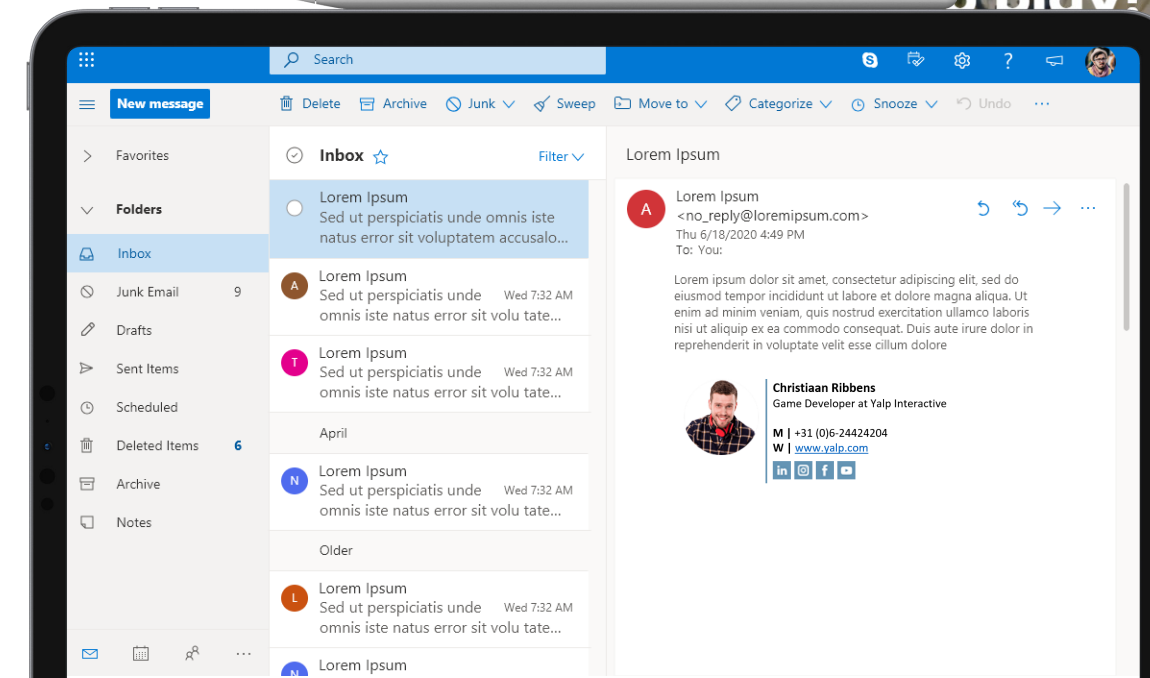 Search
New message
Delete
Archive
Junk
Sweep
Move to
Categorize
Snooze
Undo
Favorites
Folders
Inbox
Junk Email 9
Drafts
Sent Items
Scheduled
Deleted Items 6
Archive
Notes
Inbox
Filter
Lorem Ipsum
Sed ut perspiciatis unde omnis iste
natus error sit voluptatem accusalo...
A
Lorem Ipsum
Sed ut perspiciatis unde Wed 7:32 AM
omnis iste natus error sit volu tate...
T
Lorem Ipsum
Sed ut perspiciatis unde Wed 7:32 AM
omnis iste natus error sit volu tate...
April
N
Lorem Ipsum
Sed ut perspiciatis unde Wed 7:32 AM
omnis iste natus error sit volu tate...
Older
L
Lorem Ipsum
Sed ut perspiciatis unde Wed 7:32 AM
omnis iste natus error sit volu tate...
N
Lorem Ipsum
Lorem Ipsum
A
Lorem Ipsum
<no_reply@loremipsum.com>
Thu 6/18/2020 4:49 PM
To: You:
Lorem ipsum dolor sit amet, consectetur adipiscing elit, sed do
eiusmod tempor incididunt ut labore et dolore magna aliqua. Ut
enim ad minim veniam, quis nostrud exercitation ullamco laboris
nisi ut aliquip ex ea commodo consequat. Duis aute irure dolor in
reprehenderit in voluptate velit esse cillum dolore
Christiaan Ribbens
Game Developer at Yalp Interactive
M | +31 (0)6-24424204
W | www.yalp.com